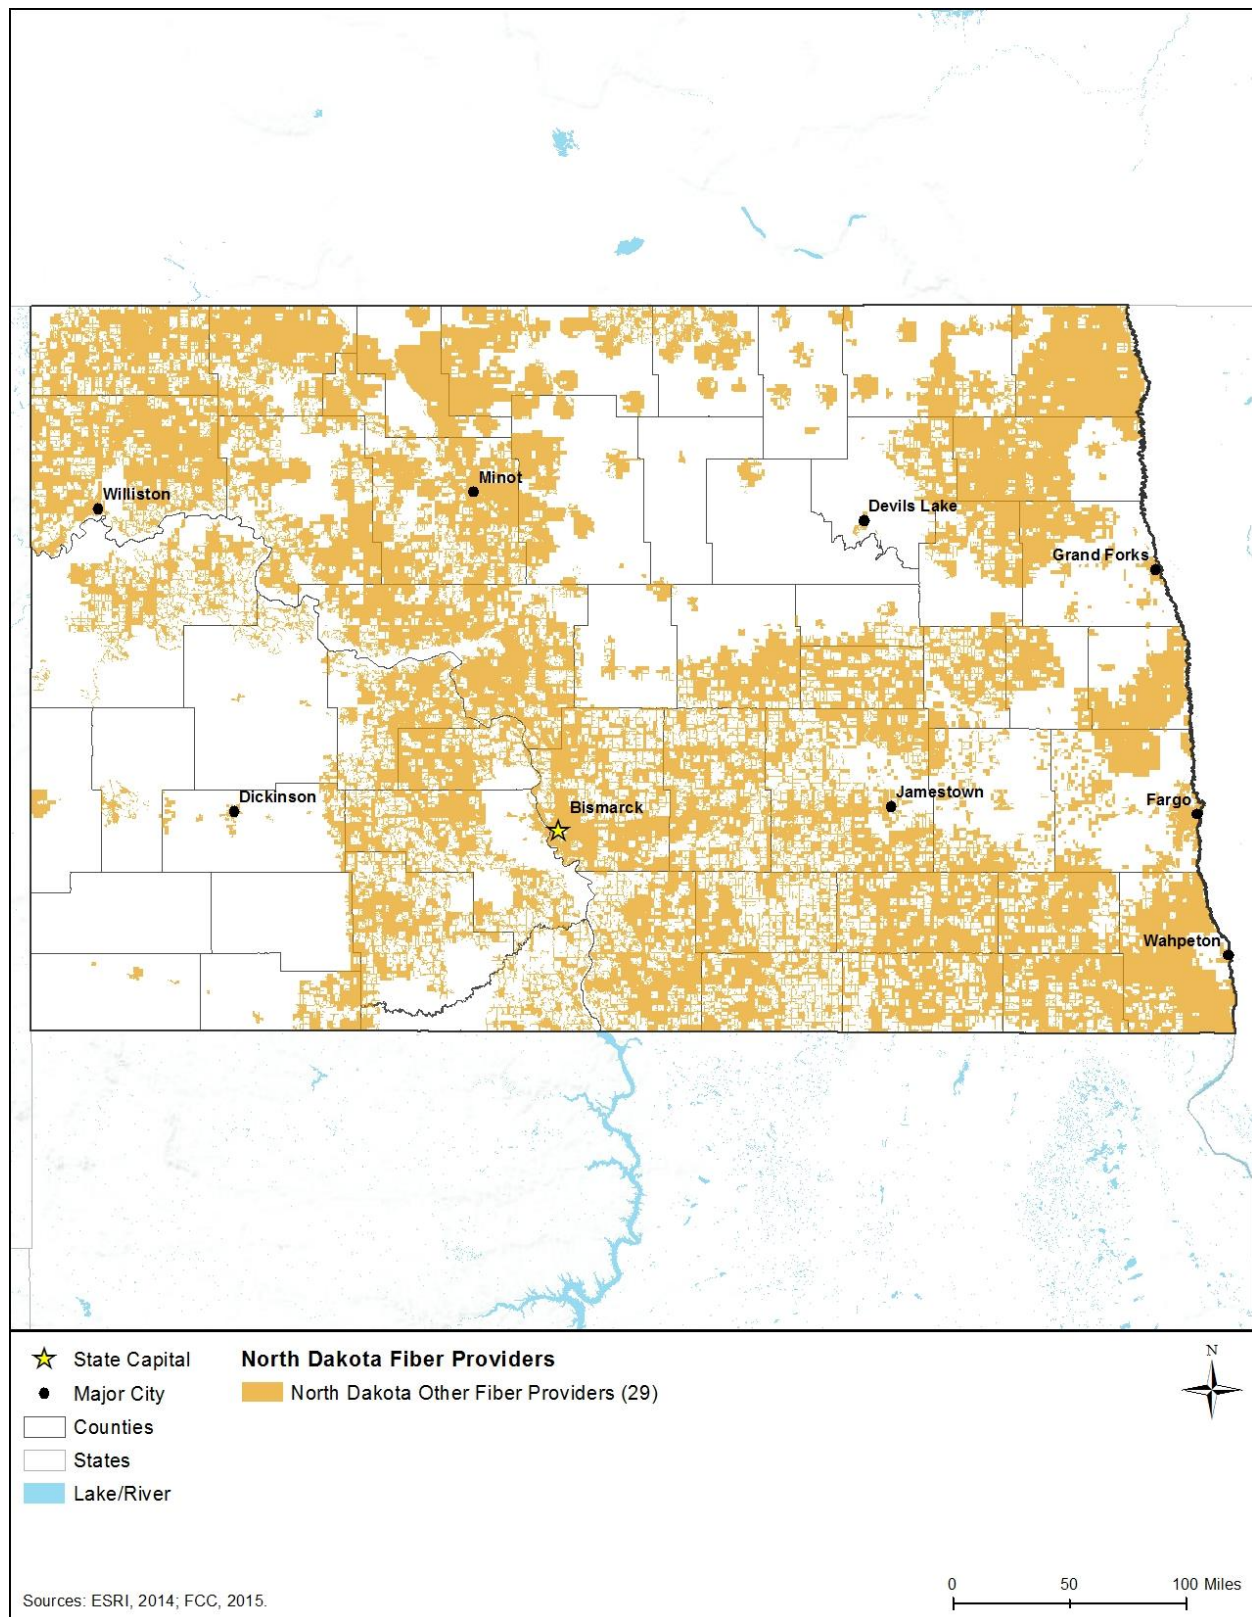 Minot
Williston
Devils Lake
Grand Forks
Dickinson
Bismarck
Jamestown
Fargo
Wahpeton
State Capital
North Dakota Fiber Providers
N
Major City
North Dakota Other Fiber Providers (29)
Counties
States
Lake/River
0 50 100 Miles
Sources: ESRI, 2014; FCC, 2015.